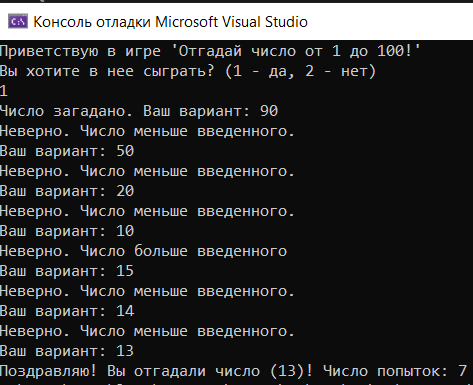 C:\ Консоль отладки Microsoft Visual Studio
Приветствую в игре 'Отгадай число от 1 до 100!'
Вы хотите в нее сыграть? (1 - да, 2 - нет)
1
Число загадано. Ваш вариант: 90
Неверно. Число меньше введенного.
Ваш вариант: 50
Неверно. Число меньше введенного.
Ваш вариант: 20
Неверно. Число меньше введенного.
Ваш вариант: 10
Неверно. Число больше введенного
Ваш вариант: 15
Неверно. Число меньше введенного.
Ваш вариант: 14
Неверно. Число меньше введенного.
Ваш вариант: 13
Поздравляю! Вы отгадали число (13)! Число попыток: 7